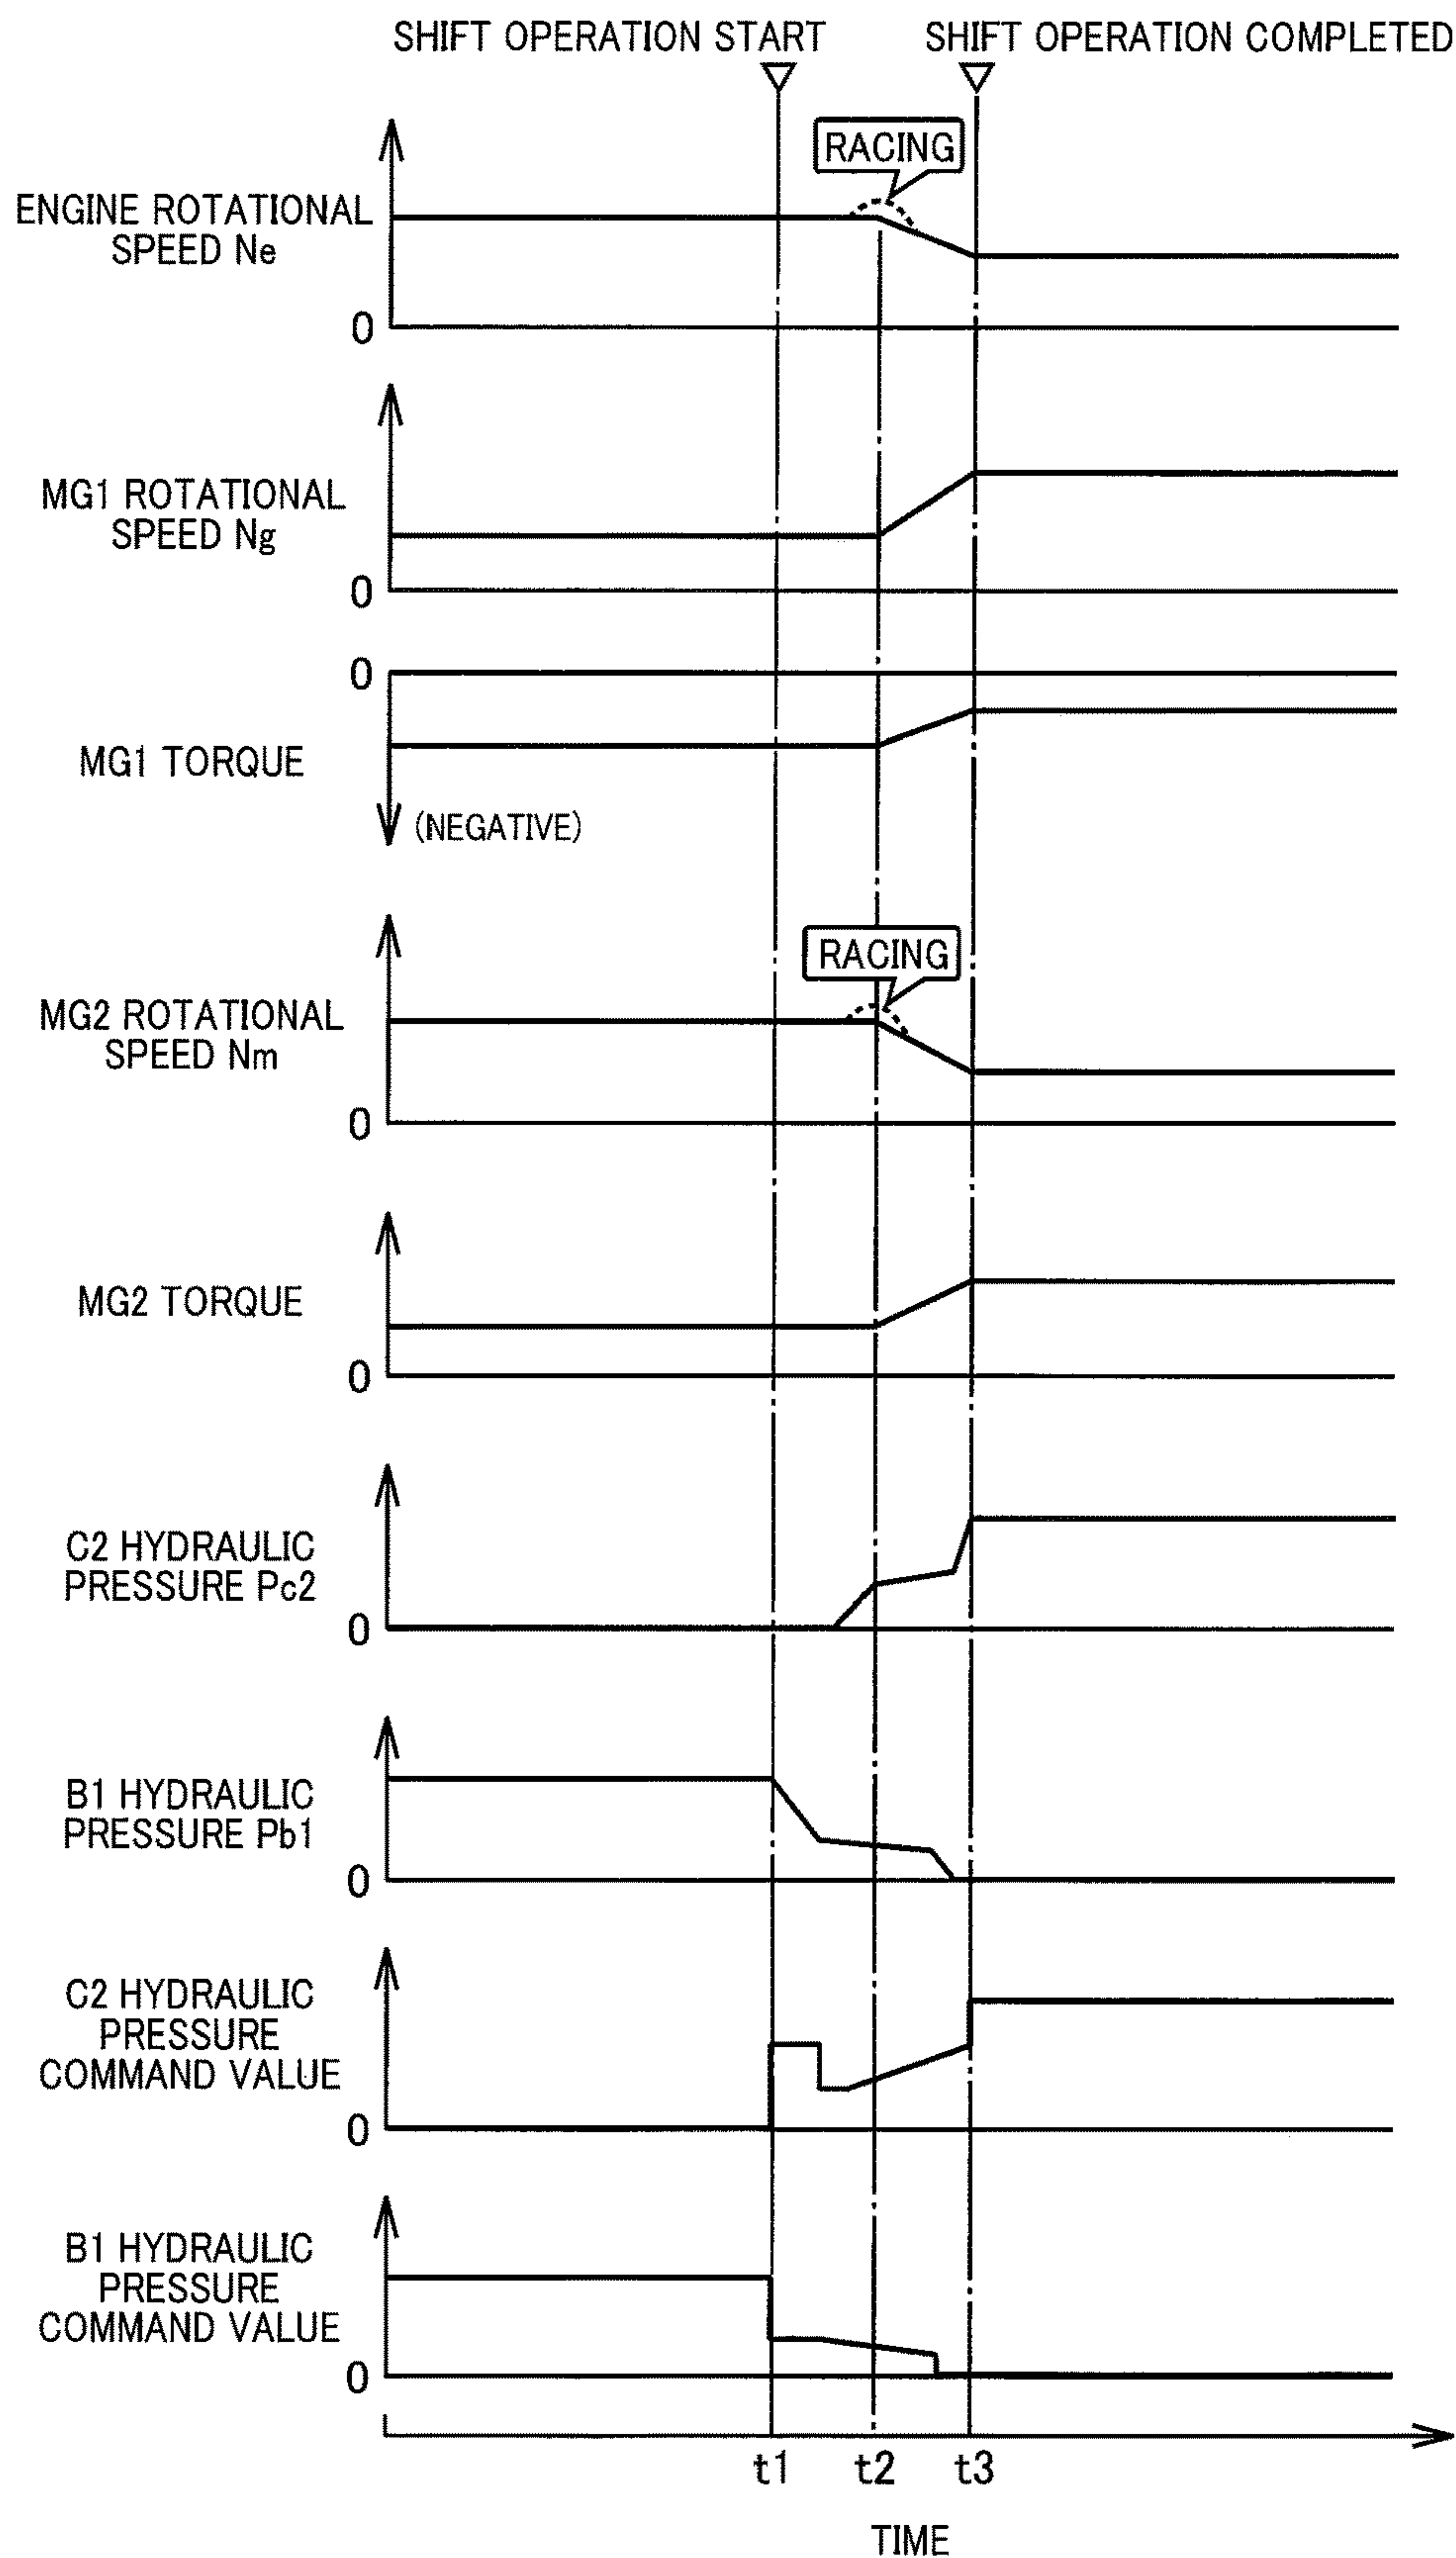 SHIFT OPERATION START
SHIFT OPERATION COMPLETED
RACING
ENGINE ROTATIONAL
SPEED Ne
0
MG1 ROTATIONAL
SPEED Ng
0
0
MG1 TORQUE
(NEGATIVE)
RACING
MG2 ROTATIONAL
SPEED Nm
0
MG2 TORQUE
0
C2 HYDRAULIC
PRESSURE Pc2
0
B1 HYDRAULIC
PRESSURE Pb1
0
C2 HYDRAULIC
PRESSURE
COMMAND VALUE
0
B1 HYDRAULIC
PRESSURE
COMMAND VALUE
0
t1 t2 t3
TIME